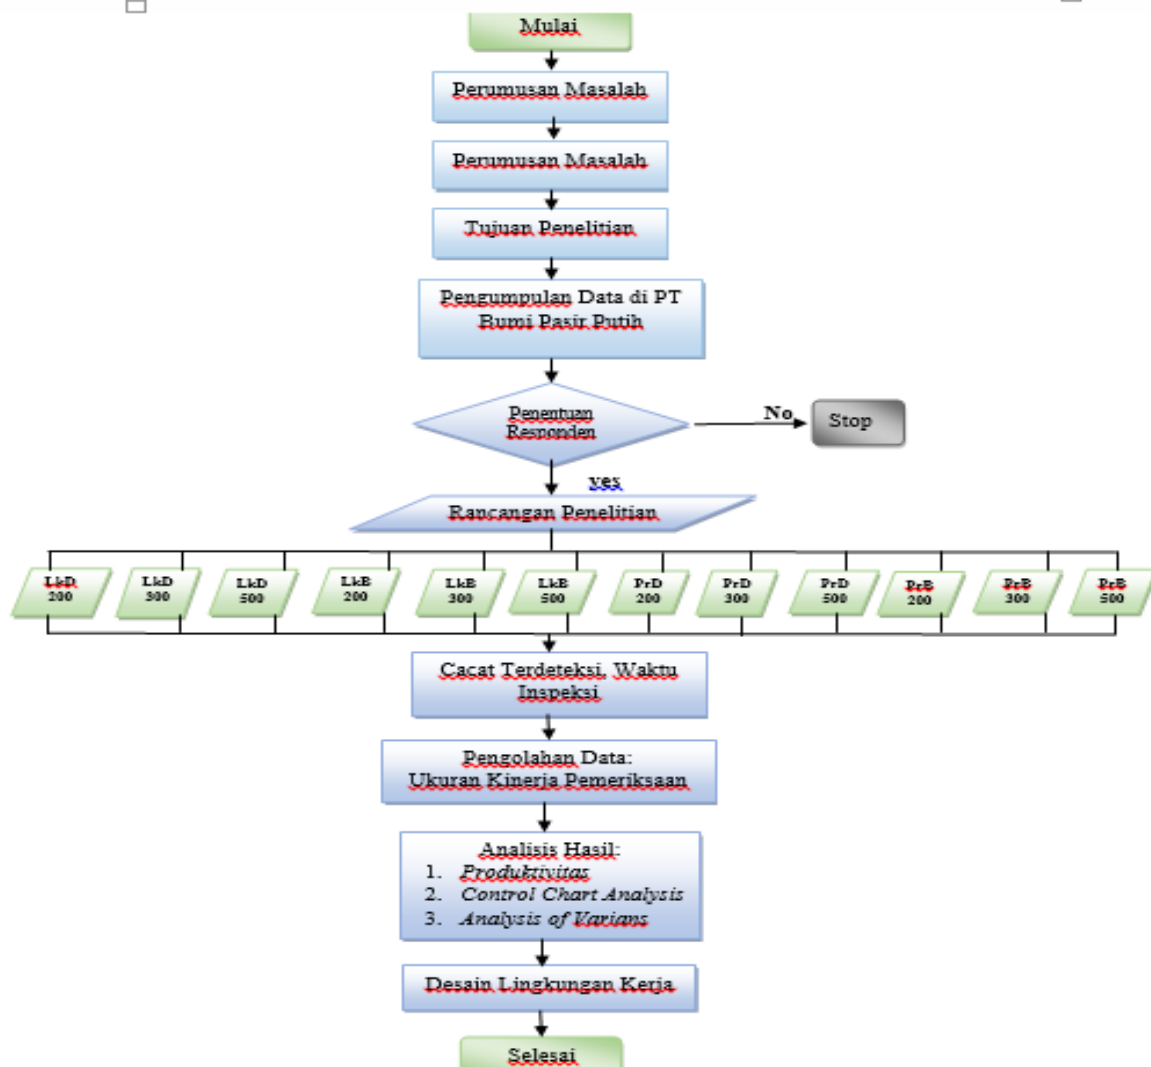 Mulai
Perumusan Masalah
Perumusan Masalah
Tujuan Penelitian
Pengumpulan Data di PT
Bumi Pasir Putih
Penentuan
Responden
No
Stop
yes
Rancangan Penelitian
LkD
200
LkD
300
LkD
500
LkB
200
LkB
300
LkB
500
PrD
200
PrD
300
PrD
500
PrB
200
PrB
300
PrB
500
Cacat Terdeteksi, Waktu
Inspeksi
Pengolahan Data:
Ukuran Kinerja Pemeriksaan
Analisis Hasil:
1. Produktivitas
2. Control Chart Analysis
3. Analysis of Varians
Desain Lingkungan Kerja
Selesai